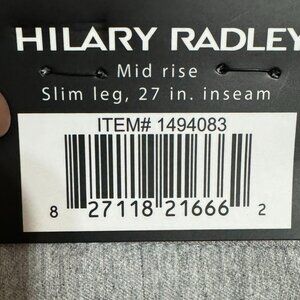 HILARY RADLEY
Mid rise
Slim leg, 27 in. inseam
ITEM# 1494083
8 27118 21666 2